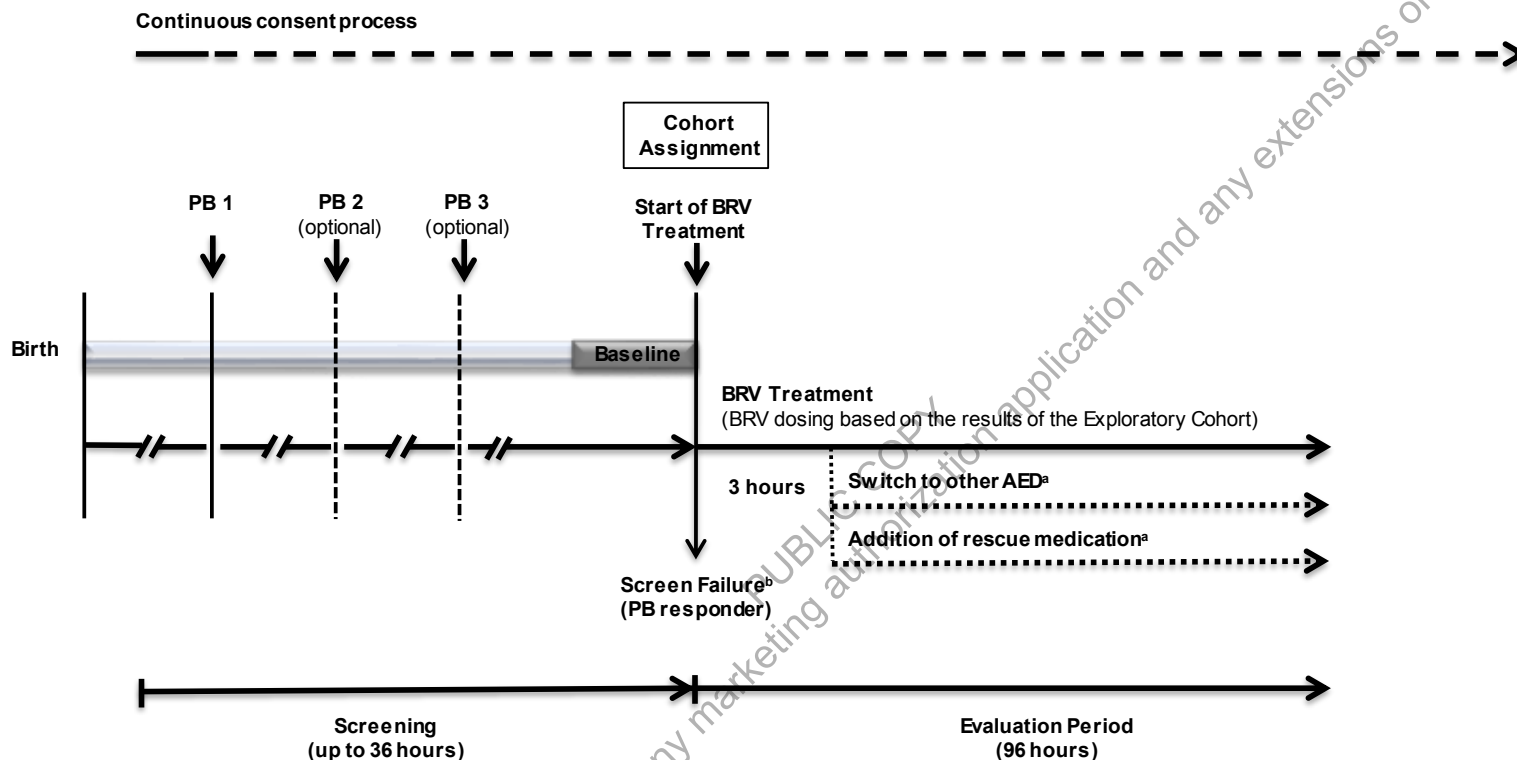 Continuous consent process
Cohort
Assignment
PB 1
PB 2
(optional)
PB 3
(optional)
Start of BRV
Treatment
Birth
Baseline
BRV Treatment
(BRV dosing based on the results of the Exploratory Cohort)
3 hours
Switch to other AEDᵃ
Addition of rescue medicationᵃ
Screen Failureᵇ
(PB responder)
Screening
(up to 36 hours)
Evaluation Period
(96 hours)
PUBLIC COPY
any marketing authorization application and any extensions or